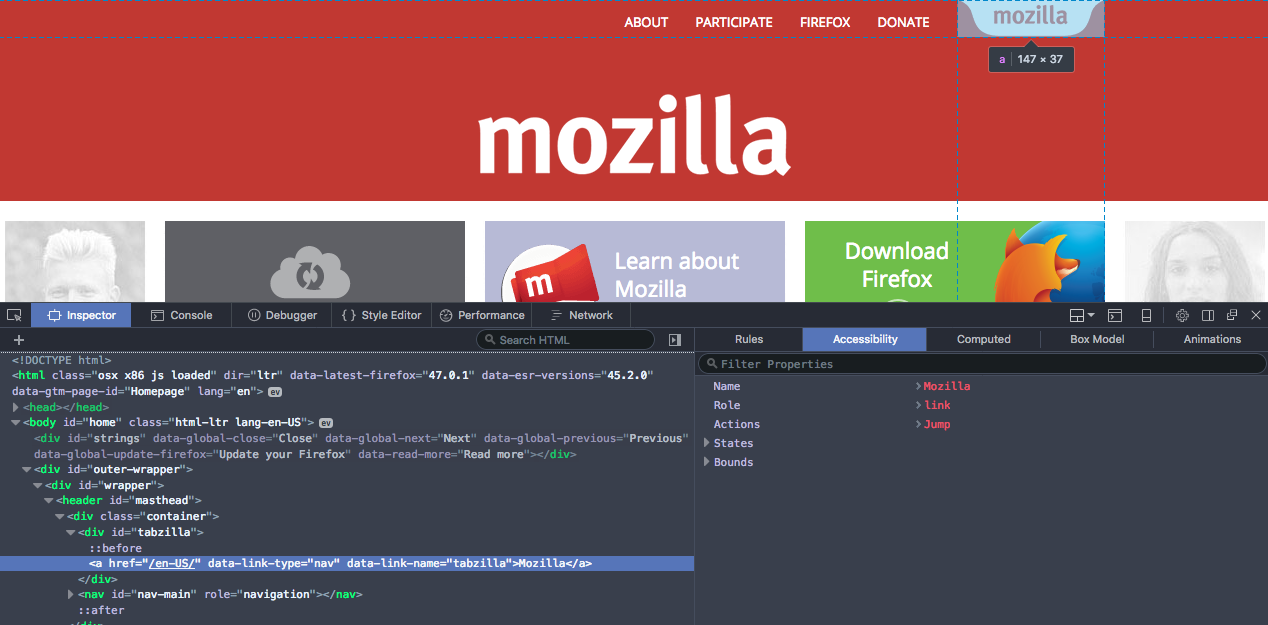 ABOUT PARTICIPATE FIREFOX DONATE mozilla
a 147 × 37
mozilla
m
Learn about
Mozilla
Download
Firefox
Inspector Console Debugger { } Style Editor Performance Network
+ Search HTML
<!DOCTYPE html>
<html class="osx x86 js loaded" dir="ltr" data-latest-firefox="47.0.1" data-esr-versions="45.2.0"
data-gtm-page-id="Homepage" lang="en"> ev
<head></head>
<body id="home" class="html-ltr lang-en-US"> ev
<div id="strings" data-global-close="Close" data-global-next="Next" data-global-previous="Previous"
data-global-update-firefox="Update your Firefox" data-read-more="Read more"></div>
<div id="outer-wrapper">
<div id="wrapper">
<header id="masthead">
<div class="container">
<div id="tabzilla">
::before
<a href="/en-US/" data-link-type="nav" data-link-name="tabzilla">Mozilla</a>
</div>
<nav id="nav-main" role="navigation"></nav>
::after
</div>
Rules Accessibility Computed Box Model Animations
Filter Properties
Name Mozilla
Role link
Actions Jump
States
Bounds